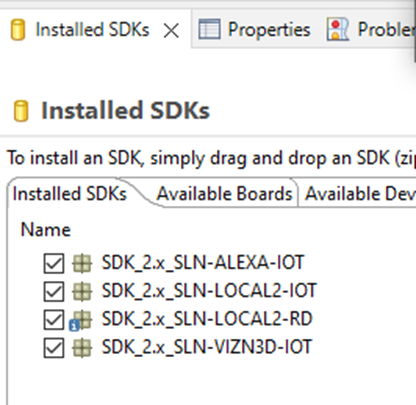 Installed SDKs Properties Proble
Installed SDKs
To install an SDK, simply drag and drop an SDK (zi
Installed SDKs Available Boards Available Dev
Name
SDK_2.x_SLN-ALEXA-IOT
SDK_2.x_SLN-LOCAL2-IOT
SDK_2.x_SLN-LOCAL2-RD
SDK_2.x_SLN-VIZN3D-IOT